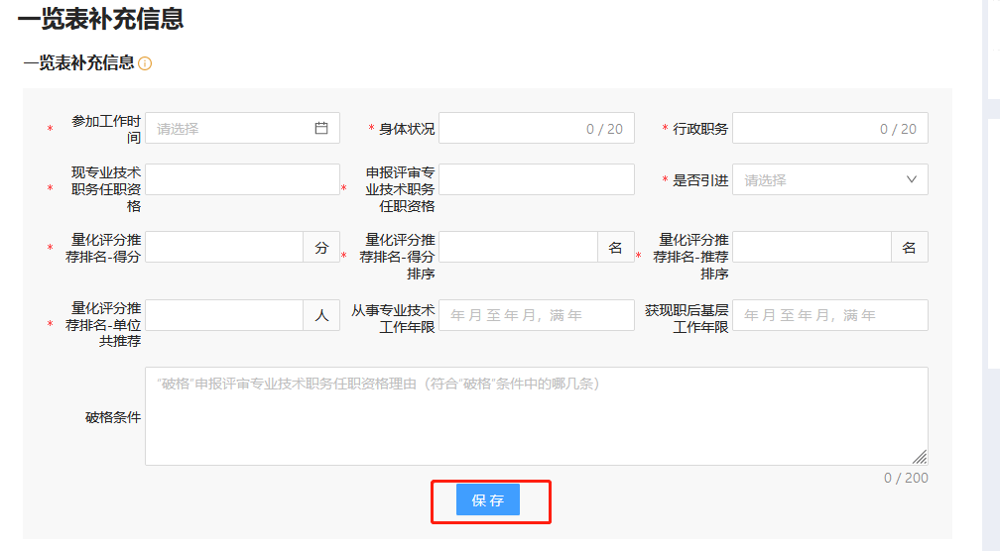 一览表补充信息
一览表补充信息
* 参加工作时
间
请选择
* 身体状况
0 / 20
* 行政职务
0 / 20
* 现专业技术
职务任职资
格
* 申报评审专
业技术职务
任职资格
* 是否引进
请选择
* 量化评分推
荐排名-得分
分
* 量化评分推
荐排名-得分
排序
名
* 量化评分推
荐排名-推荐
排序
名
* 量化评分推
荐排名-单位
共推荐
人
从事专业技术
工作年限
年 月 至 年 月, 满 年
获现职后基层
工作年限
年 月 至 年 月, 满 年
破格条件
“破格”申报评审专业技术职务任职资格理由（符合“破格”条件中的哪几条）
0 / 200
保 存